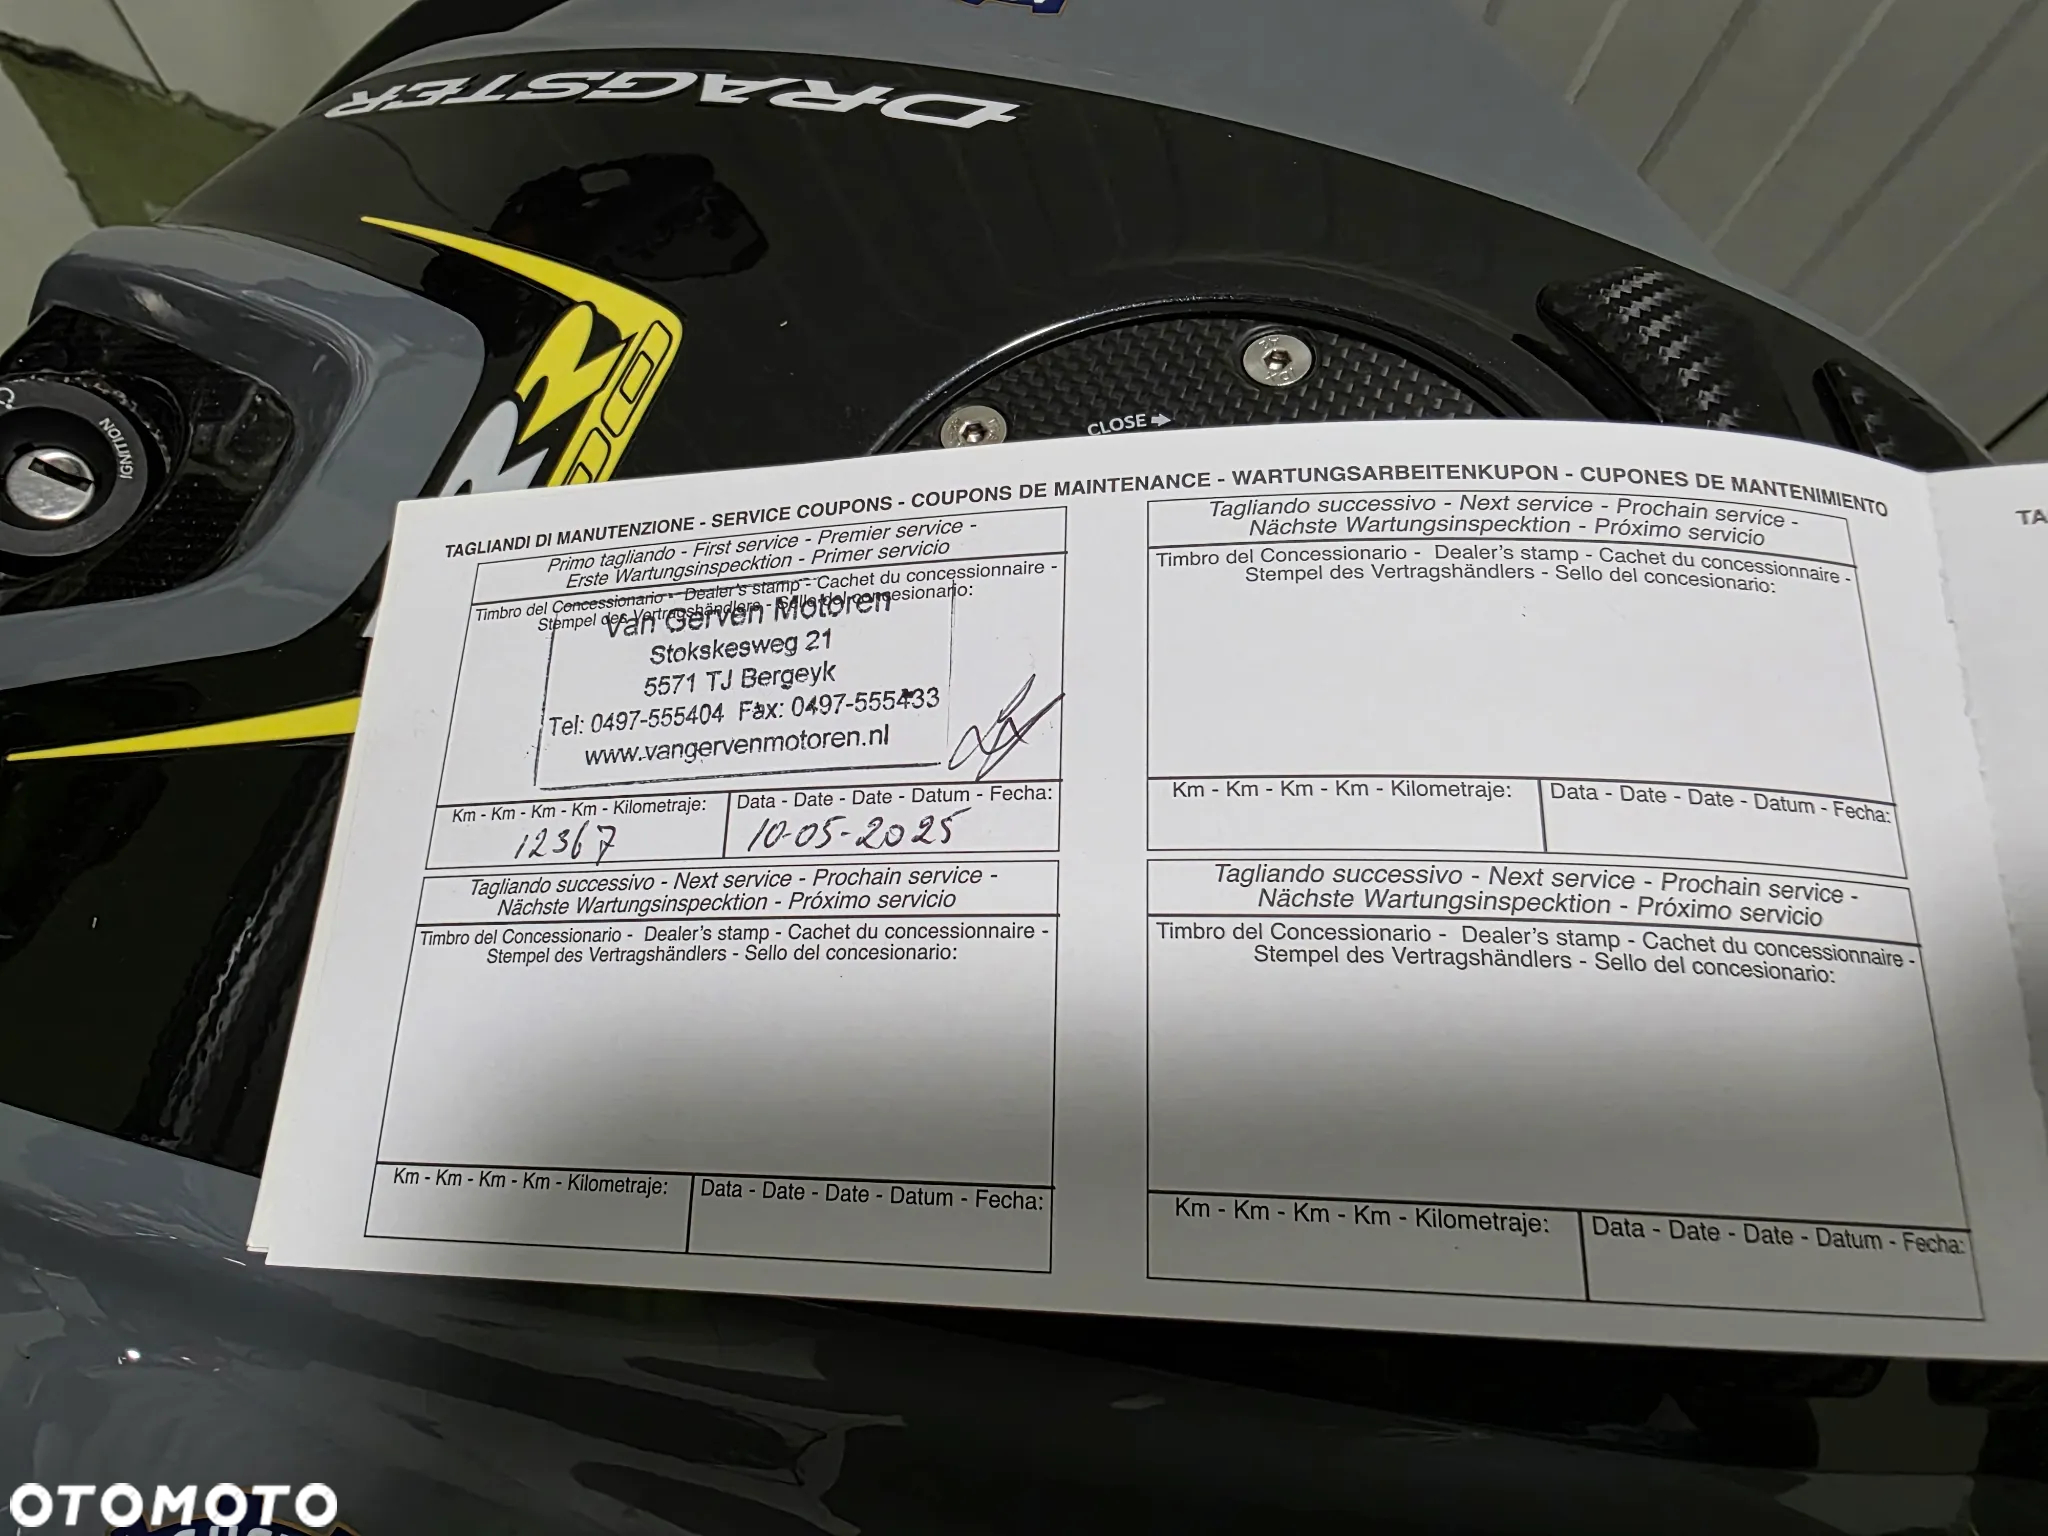 DRAGSTER
IGNITION
CLOSE
TAGLIANDI DI MANUTENZIONE - SERVICE COUPONS - COUPONS DE MAINTENANCE - WARTUNGSARBEITENKUPON - CUPONES DE MANTENIMIENTO
Primo tagliando - First service - Premier service -
Erste Wartungsinspecktion - Primer servicio
Timbro del Concessionario - Dealer's stamp - Cachet du concessionnaire -
Stempel des Vertragshändlers - Sello del concesionario:
Van Gerven Motoren
Stokskesweg 21
5571 TJ Bergeyk
Tel: 0497-555404 Fax: 0497-555433
www.vangervenmotoren.nl
Km - Km - Km - Km - Kilometraje:
12367
Data - Date - Date - Datum - Fecha:
10-05-2025
Tagliando successivo - Next service - Prochain service -
Nächste Wartungsinspecktion - Próximo servicio
Timbro del Concessionario - Dealer's stamp - Cachet du concessionnaire -
Stempel des Vertragshändlers - Sello del concesionario:
Km - Km - Km - Km - Kilometraje:
Data - Date - Date - Datum - Fecha:
Tagliando successivo - Next service - Prochain service -
Nächste Wartungsinspecktion - Próximo servicio
Timbro del Concessionario - Dealer's stamp - Cachet du concessionnaire -
Stempel des Vertragshändlers - Sello del concesionario:
Km - Km - Km - Km - Kilometraje:
Data - Date - Date - Datum - Fecha:
Tagliando successivo - Next service - Prochain service -
Nächste Wartungsinspecktion - Próximo servicio
Timbro del Concessionario - Dealer's stamp - Cachet du concessionnaire -
Stempel des Vertragshändlers - Sello del concesionario:
Km - Km - Km - Km - Kilometraje:
Data - Date - Date - Datum - Fecha:
TA
OTOMOTO